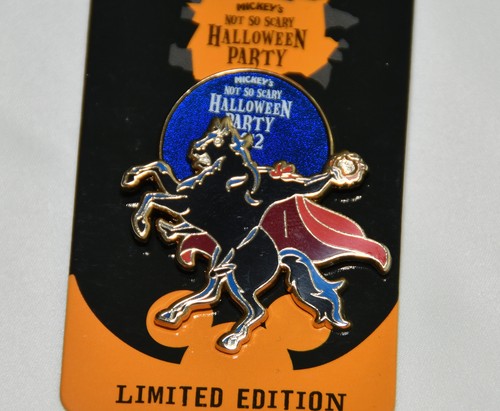 MICKEY'S
NOT SO SCARY
HALLOWEEN
PARTY
MICKEY'S
NOT SO SCARY
HALLOWEEN
PARTY
LIMITED EDITION